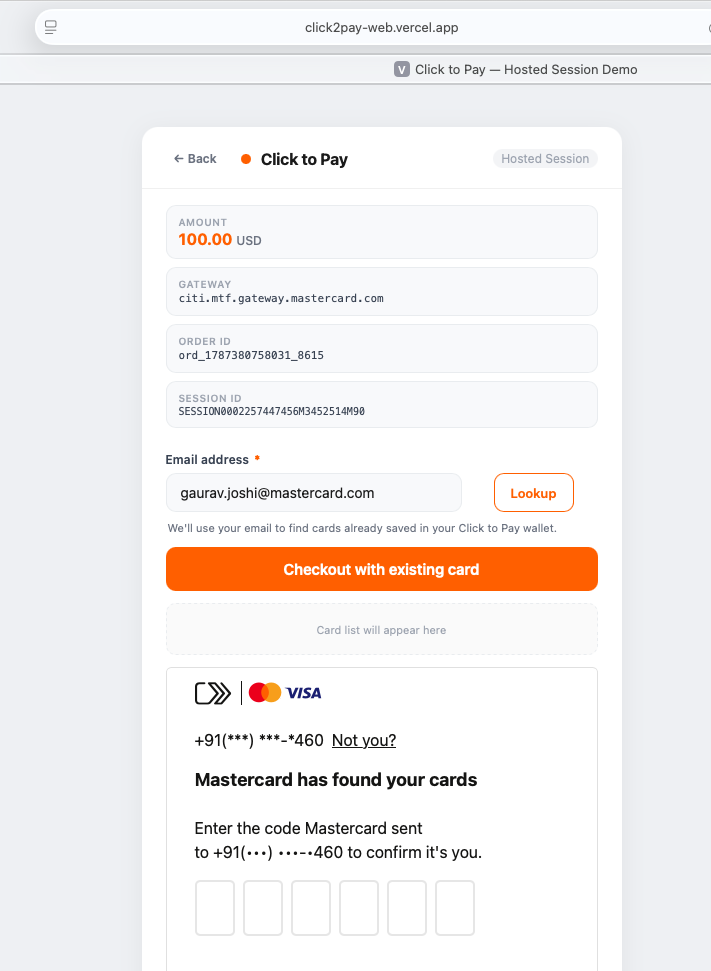 click2pay-web.vercel.app
V Click to Pay — Hosted Session Demo
← Back
Click to Pay
Hosted Session
AMOUNT
100.00 USD
GATEWAY
citi.mtf.gateway.mastercard.com
ORDER ID
ord_1787380758031_8615
SESSION ID
SESSION0002257447456M3452514M90
Email address *
gaurav.joshi@mastercard.com
Lookup
We'll use your email to find cards already saved in your Click to Pay wallet.
Checkout with existing card
Card list will appear here
VISA
+91(***) ***-*460 Not you?
Mastercard has found your cards
Enter the code Mastercard sent
to +91(•••) •••-•460 to confirm it's you.